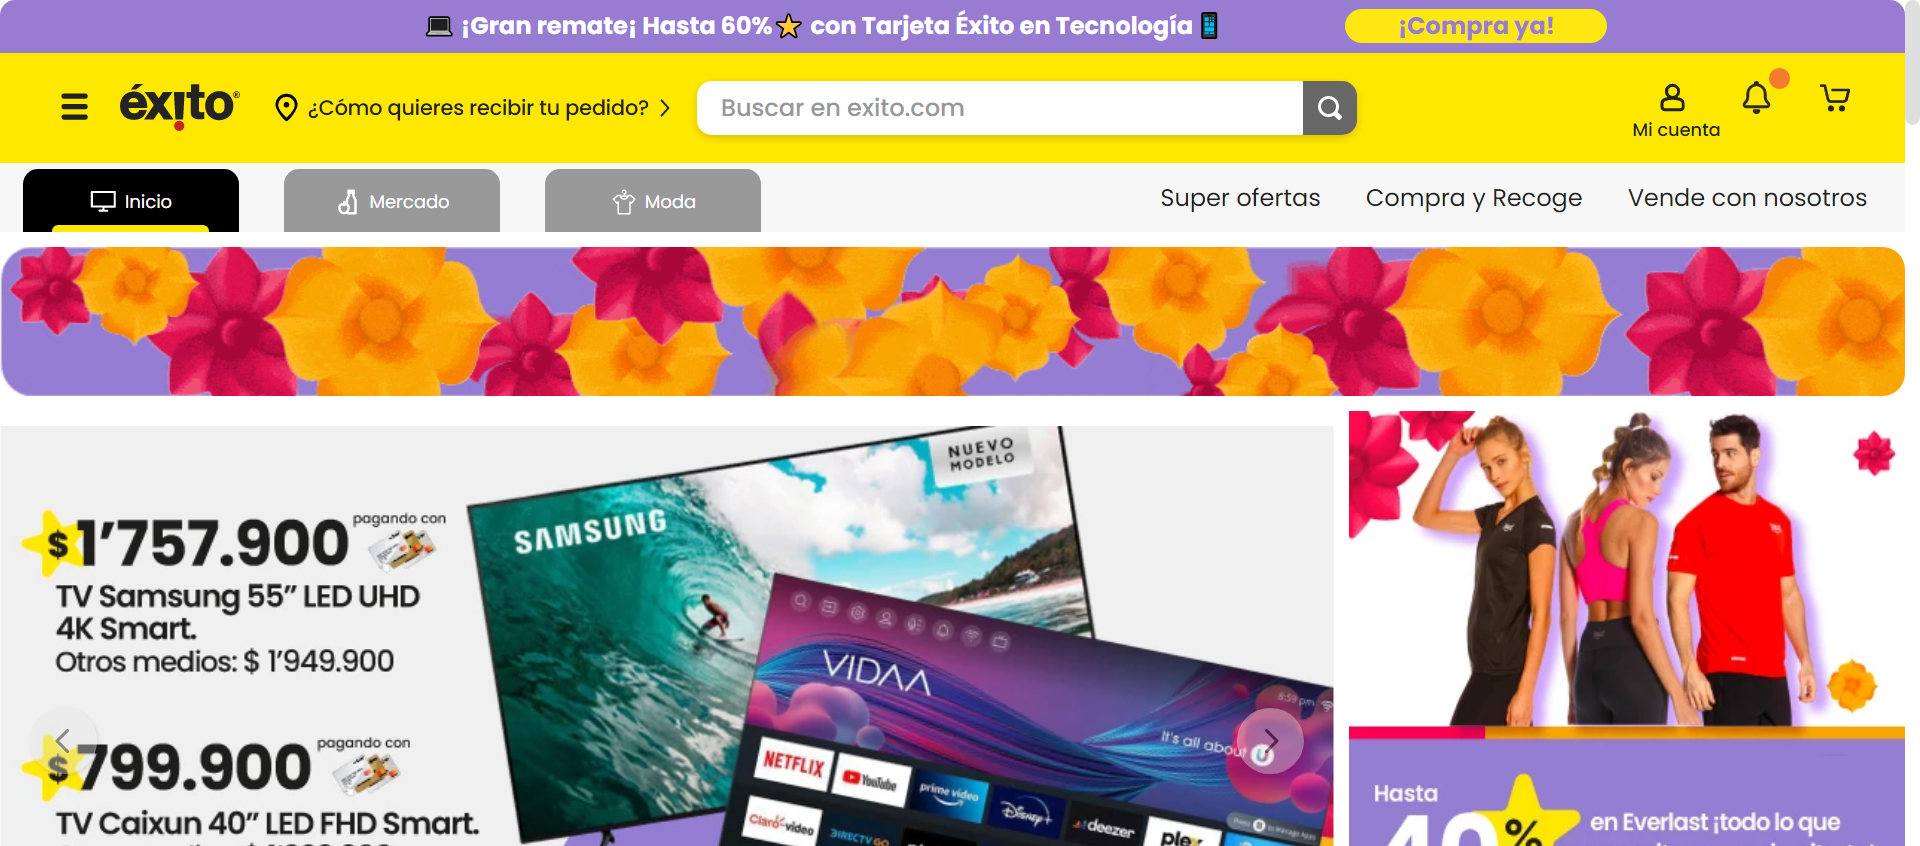 ¡Gran remate¡ Hasta 60% con Tarjeta Éxito en Tecnología
¡Compra ya!
éxito
¿Cómo quieres recibir tu pedido?
Buscar en exito.com
Mi cuenta
Inicio
Mercado
Moda
Super ofertas
Compra y Recoge
Vende con nosotros
$1'757.900
pagando con
TV Samsung 55” LED UHD
4K Smart.
Otros medios: $ 1'949.900
$799.900
pagando con
TV Caixun 40” LED FHD Smart.
NUEVO
MODELO
SAMSUNG
VIDAA
8:59 pm
It's all about U
NETFLIX
YouTube
prime video
Disney+
Claro-video
DIRECTV GO
deezer
plex
Hasta
40%
en Everlast ¡todo lo que